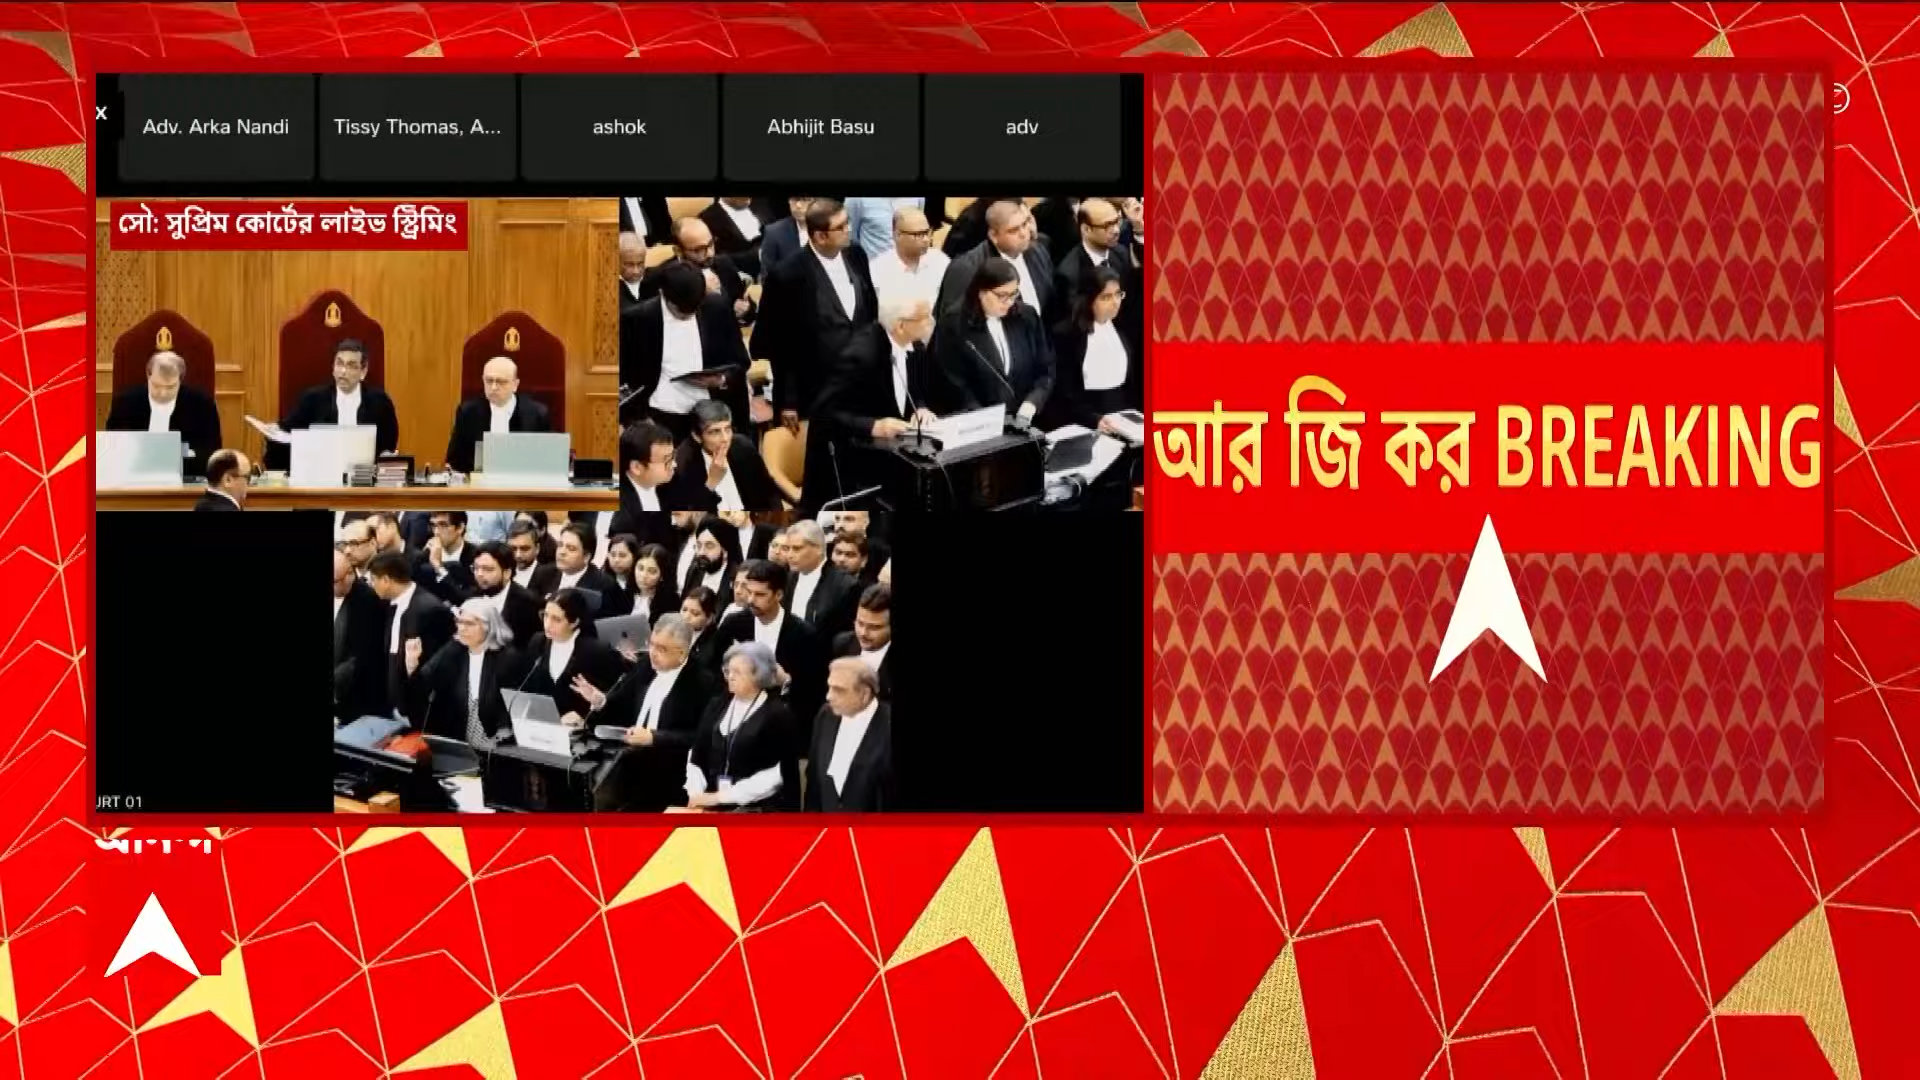 x
Adv. Arka Nandi
Tissy Thomas, A...
ashok
Abhijit Basu
adv
সৌ: সুপ্রিম কোর্টের লাইভ স্ট্রিমিং
আর জি কর BREAKING
URT 01